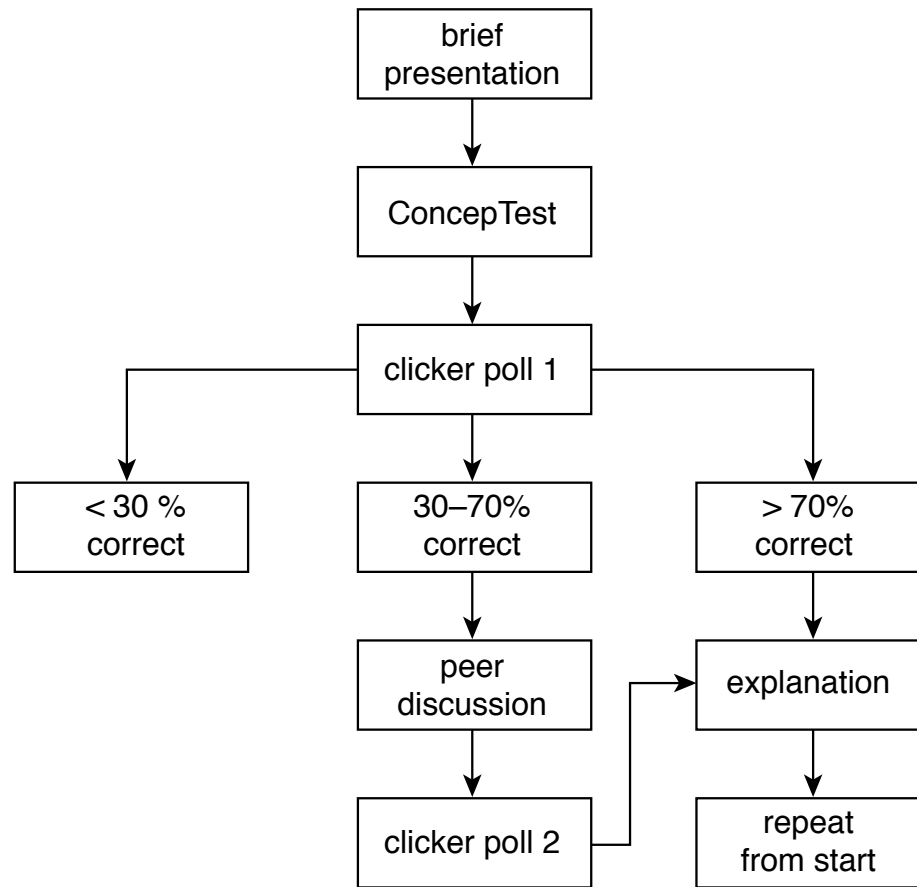 brief
presentation
ConcepTest
clicker poll 1
< 30 %
correct
30–70%
correct
> 70%
correct
peer
discussion
explanation
clicker poll 2
repeat
from start